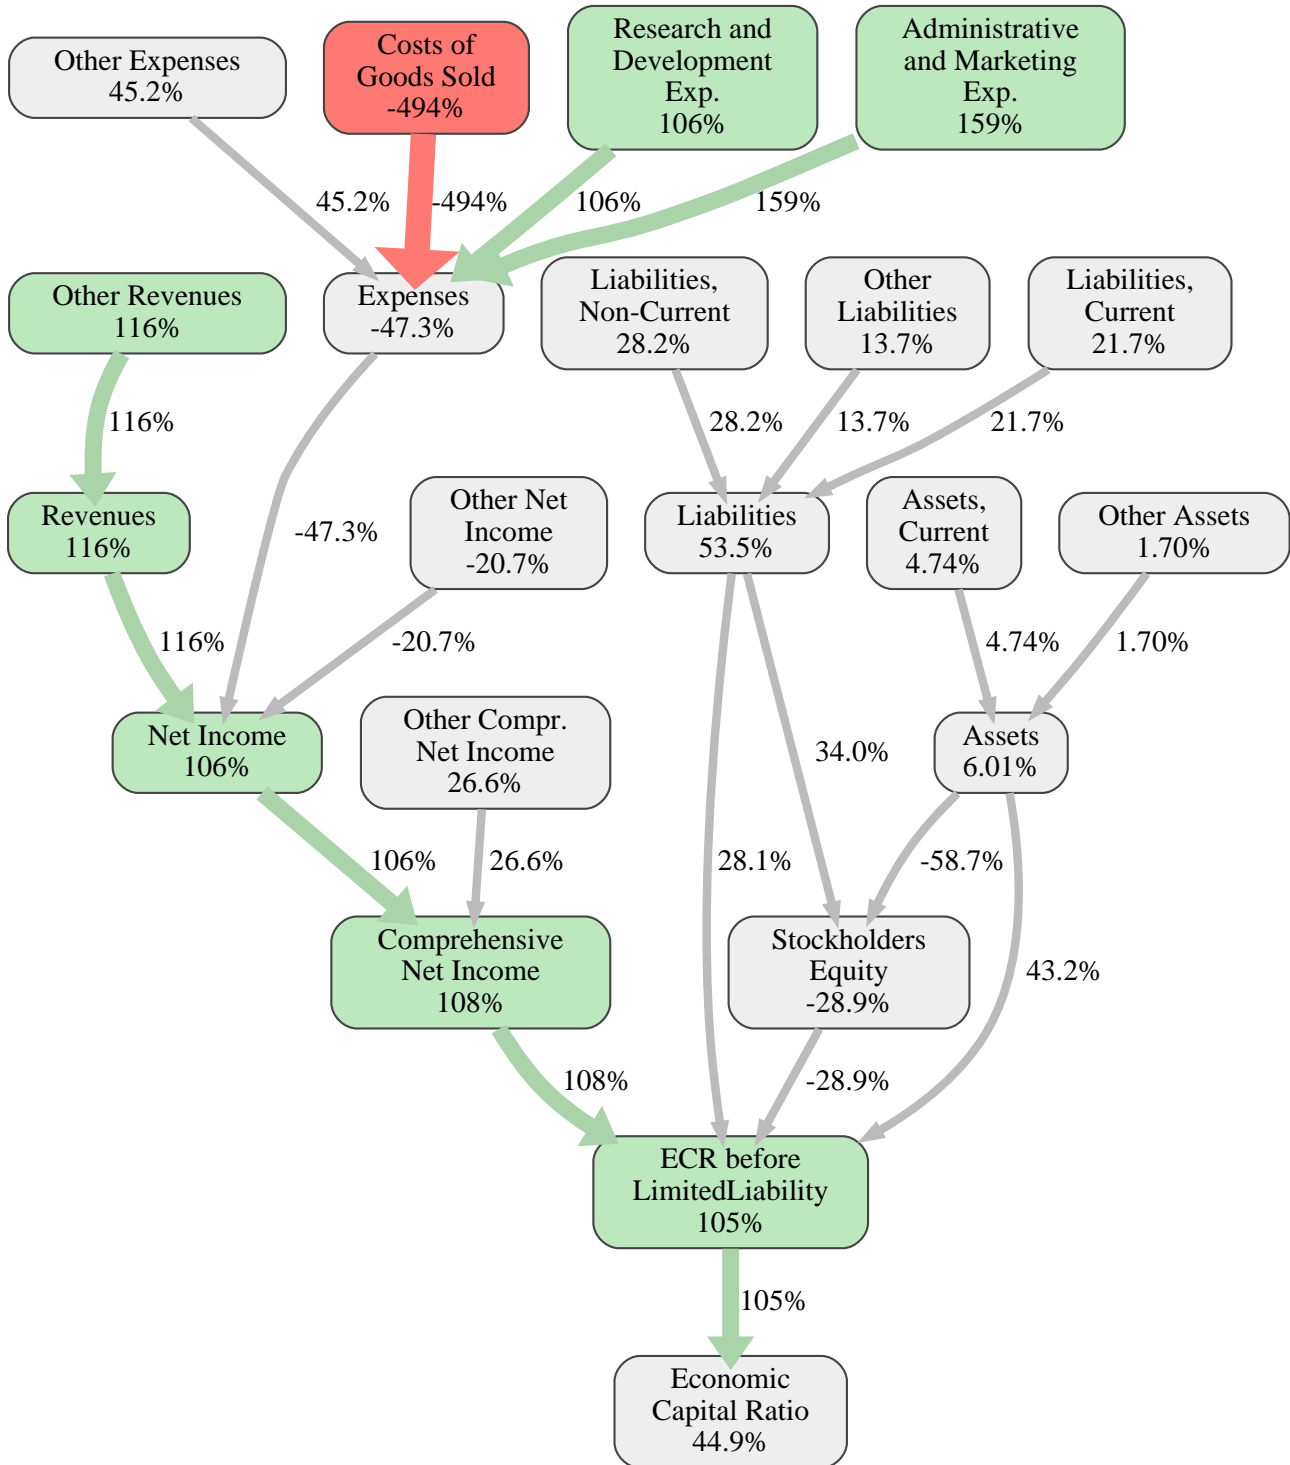 Other Expenses
45.2%
Costs of
Goods Sold
-494%
Research and
Development
Exp.
106%
Administrative
and Marketing
Exp.
159%
45.2%
-494%
106%
159%
Other Revenues
116%
Expenses
-47.3%
Liabilities,
Non-Current
28.2%
Other
Liabilities
13.7%
Liabilities,
Current
21.7%
116%
28.2%
13.7%
21.7%
Revenues
116%
-47.3%
Other Net
Income
-20.7%
Liabilities
53.5%
Assets,
Current
4.74%
Other Assets
1.70%
116%
-20.7%
4.74%
1.70%
Net Income
106%
Other Compr.
Net Income
26.6%
34.0%
Assets
6.01%
106%
26.6%
28.1%
-58.7%
Comprehensive
Net Income
108%
Stockholders
Equity
-28.9%
43.2%
108%
-28.9%
ECR before
LimitedLiability
105%
105%
Economic
Capital Ratio
44.9%